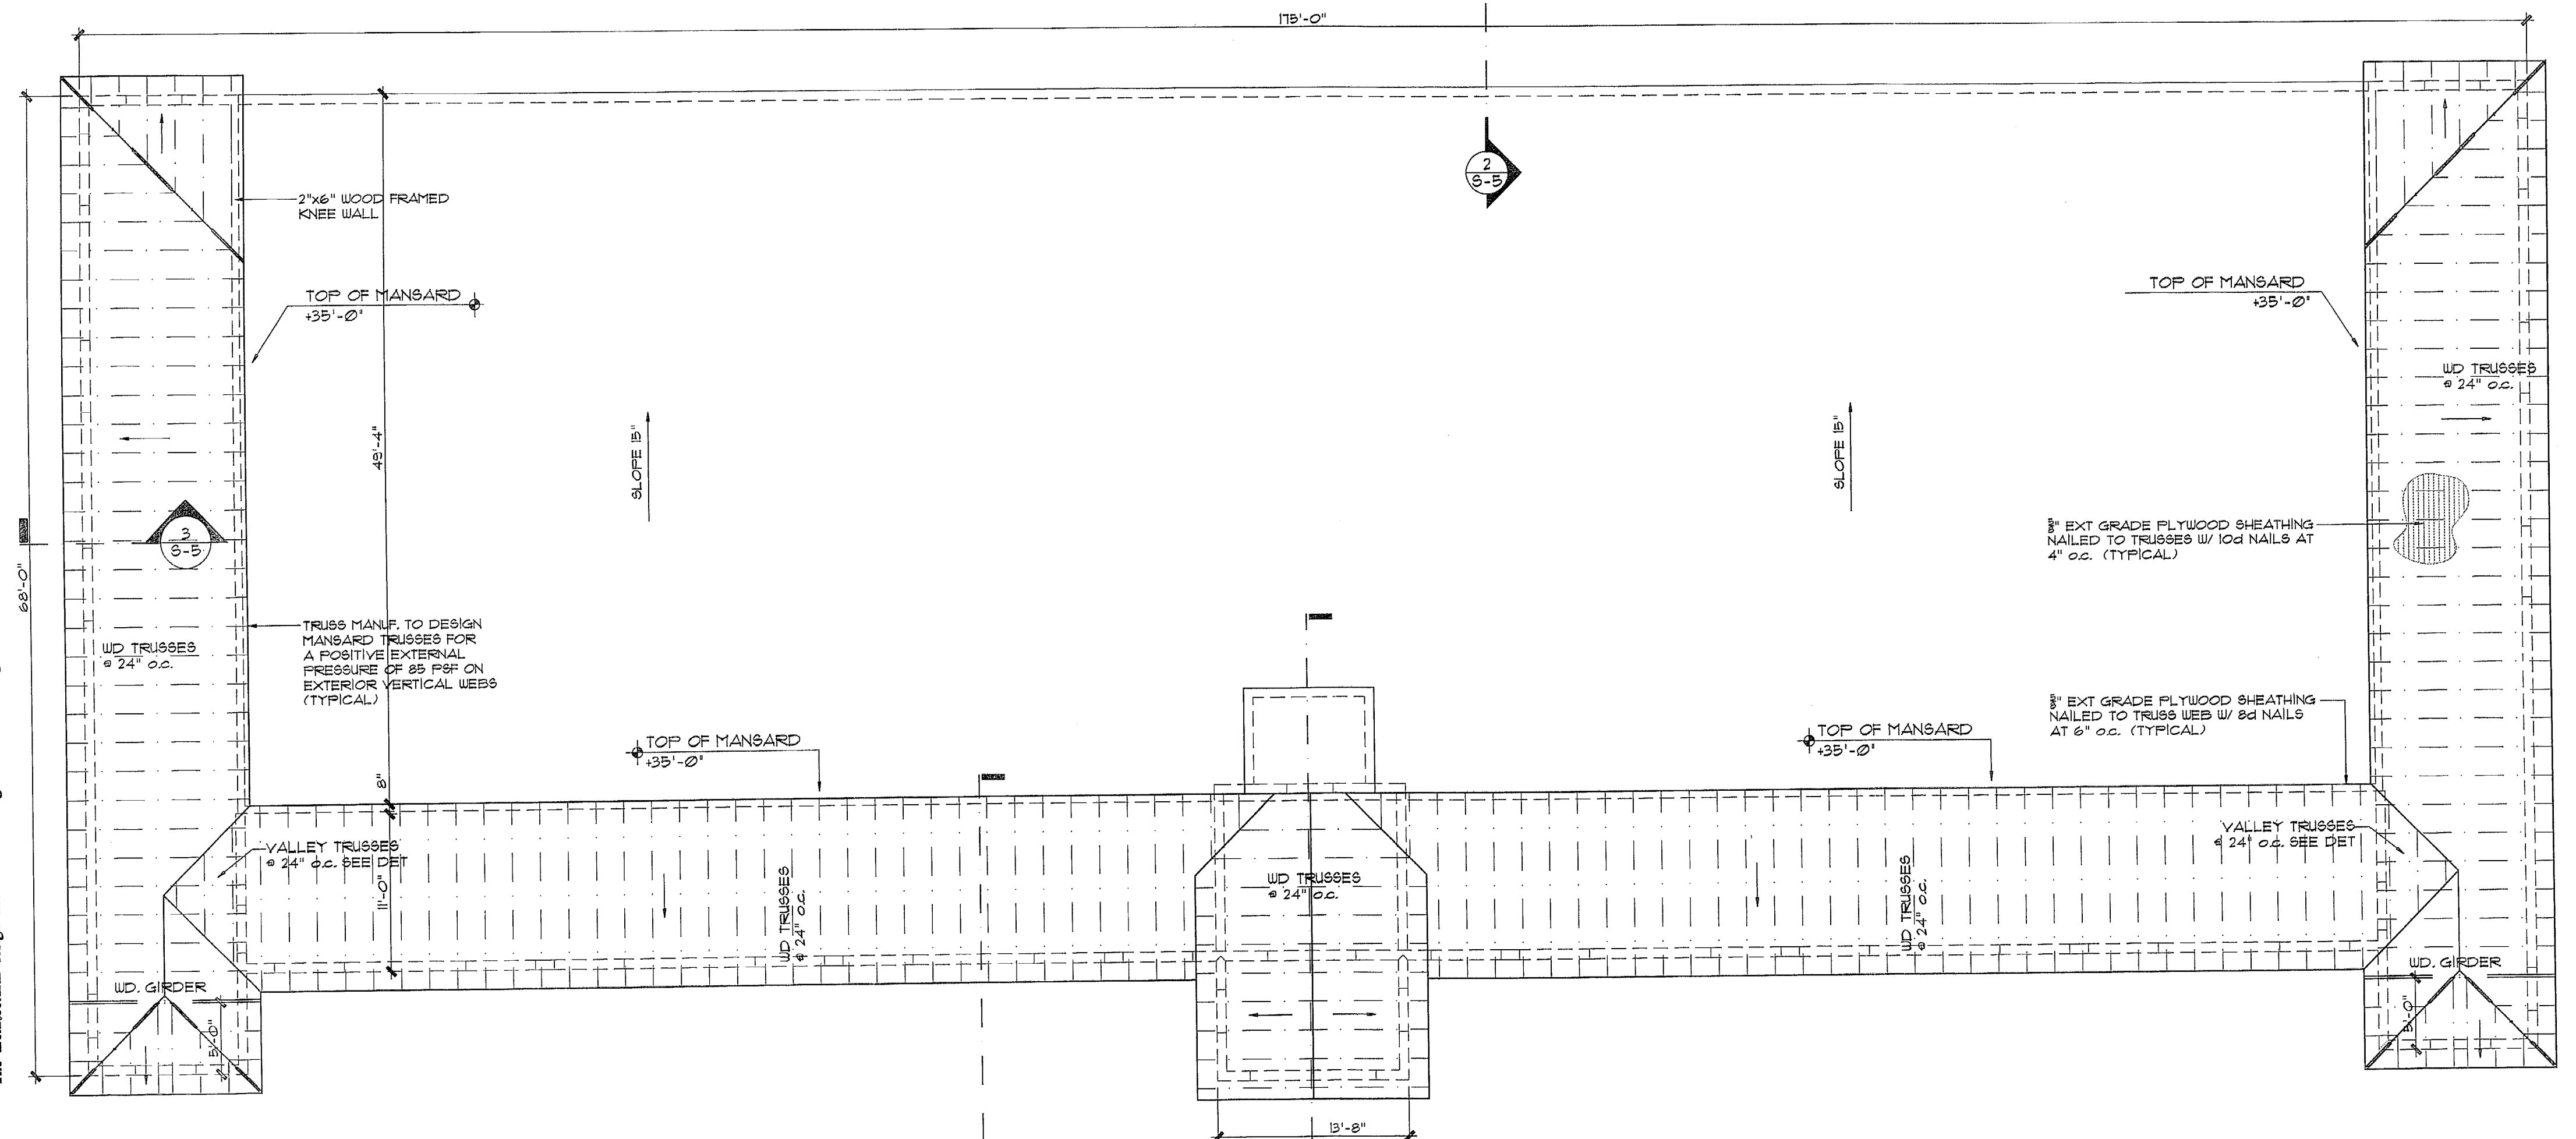 175'-0"
2
S-5
2"x6" WOOD FRAMED
KNEE WALL
TOP OF MANSARD
+35'-0"
TOP OF MANSARD
+35'-0"
WD TRUSSES
@ 24" o.c.
49'-4"
SLOPE 15"
SLOPE 15"
3
S-5
68'-0"
5/8" EXT GRADE PLYWOOD SHEATHING
NAILED TO TRUSSES W/ 10d NAILS AT
4" o.c. (TYPICAL)
TRUSS MANUF. TO DESIGN
MANSARD TRUSSES FOR
A POSITIVE EXTERNAL
PRESSURE OF 85 PSF ON
EXTERIOR VERTICAL WEBS
(TYPICAL)
WD TRUSSES
@ 24" o.c.
5/8" EXT GRADE PLYWOOD SHEATHING
NAILED TO TRUSS WEB W/ 8d NAILS
AT 6" o.c. (TYPICAL)
TOP OF MANSARD
+35'-0"
TOP OF MANSARD
+35'-0"
8"
VALLEY TRUSSES
@ 24" o.c. SEE DET
VALLEY TRUSSES
@ 24" o.c. SEE DET
11'-0"
WD TRUSSES
@ 24" o.c.
WD TRUSSES
@ 24" o.c.
WD TRUSSES
@ 24" o.c.
WD. GIRDER
WD. GIRDER
5'-0"
5'-0"
13'-8"